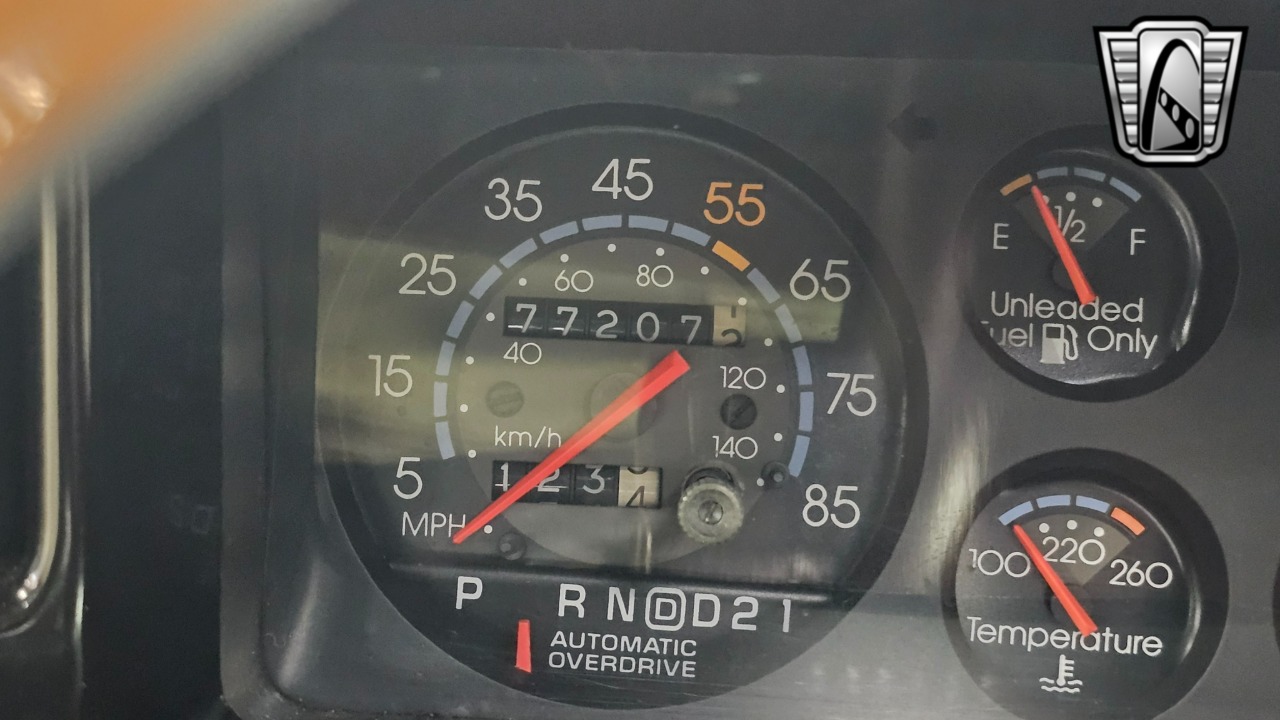 5
15
25
35
45
55
65
75
85
MPH
40
60
80
120
140
km/h
77207
123
P R N D D 2 1
AUTOMATIC
OVERDRIVE
E 1/2 F
Unleaded
Fuel Only
100 220 260
Temperature